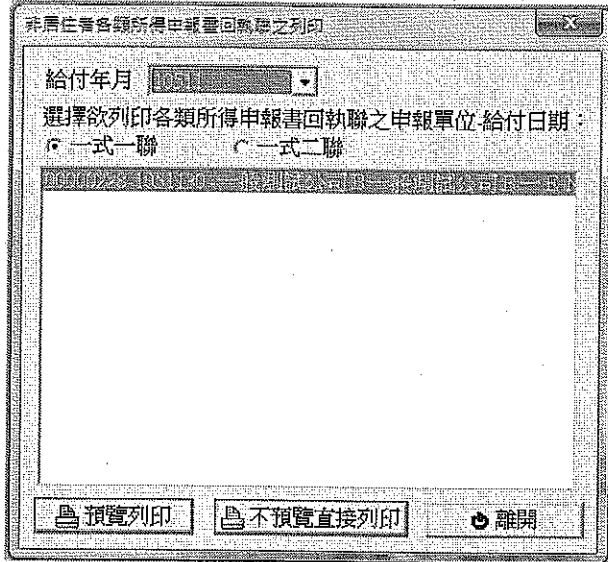 非居住者各類所得申報書回執聯之列印
給付年月
選擇欲列印各類所得申報書回執聯之申報單位-給付日期：
一式一聯 一式二聯
預覽列印 不預覽直接列印 離開